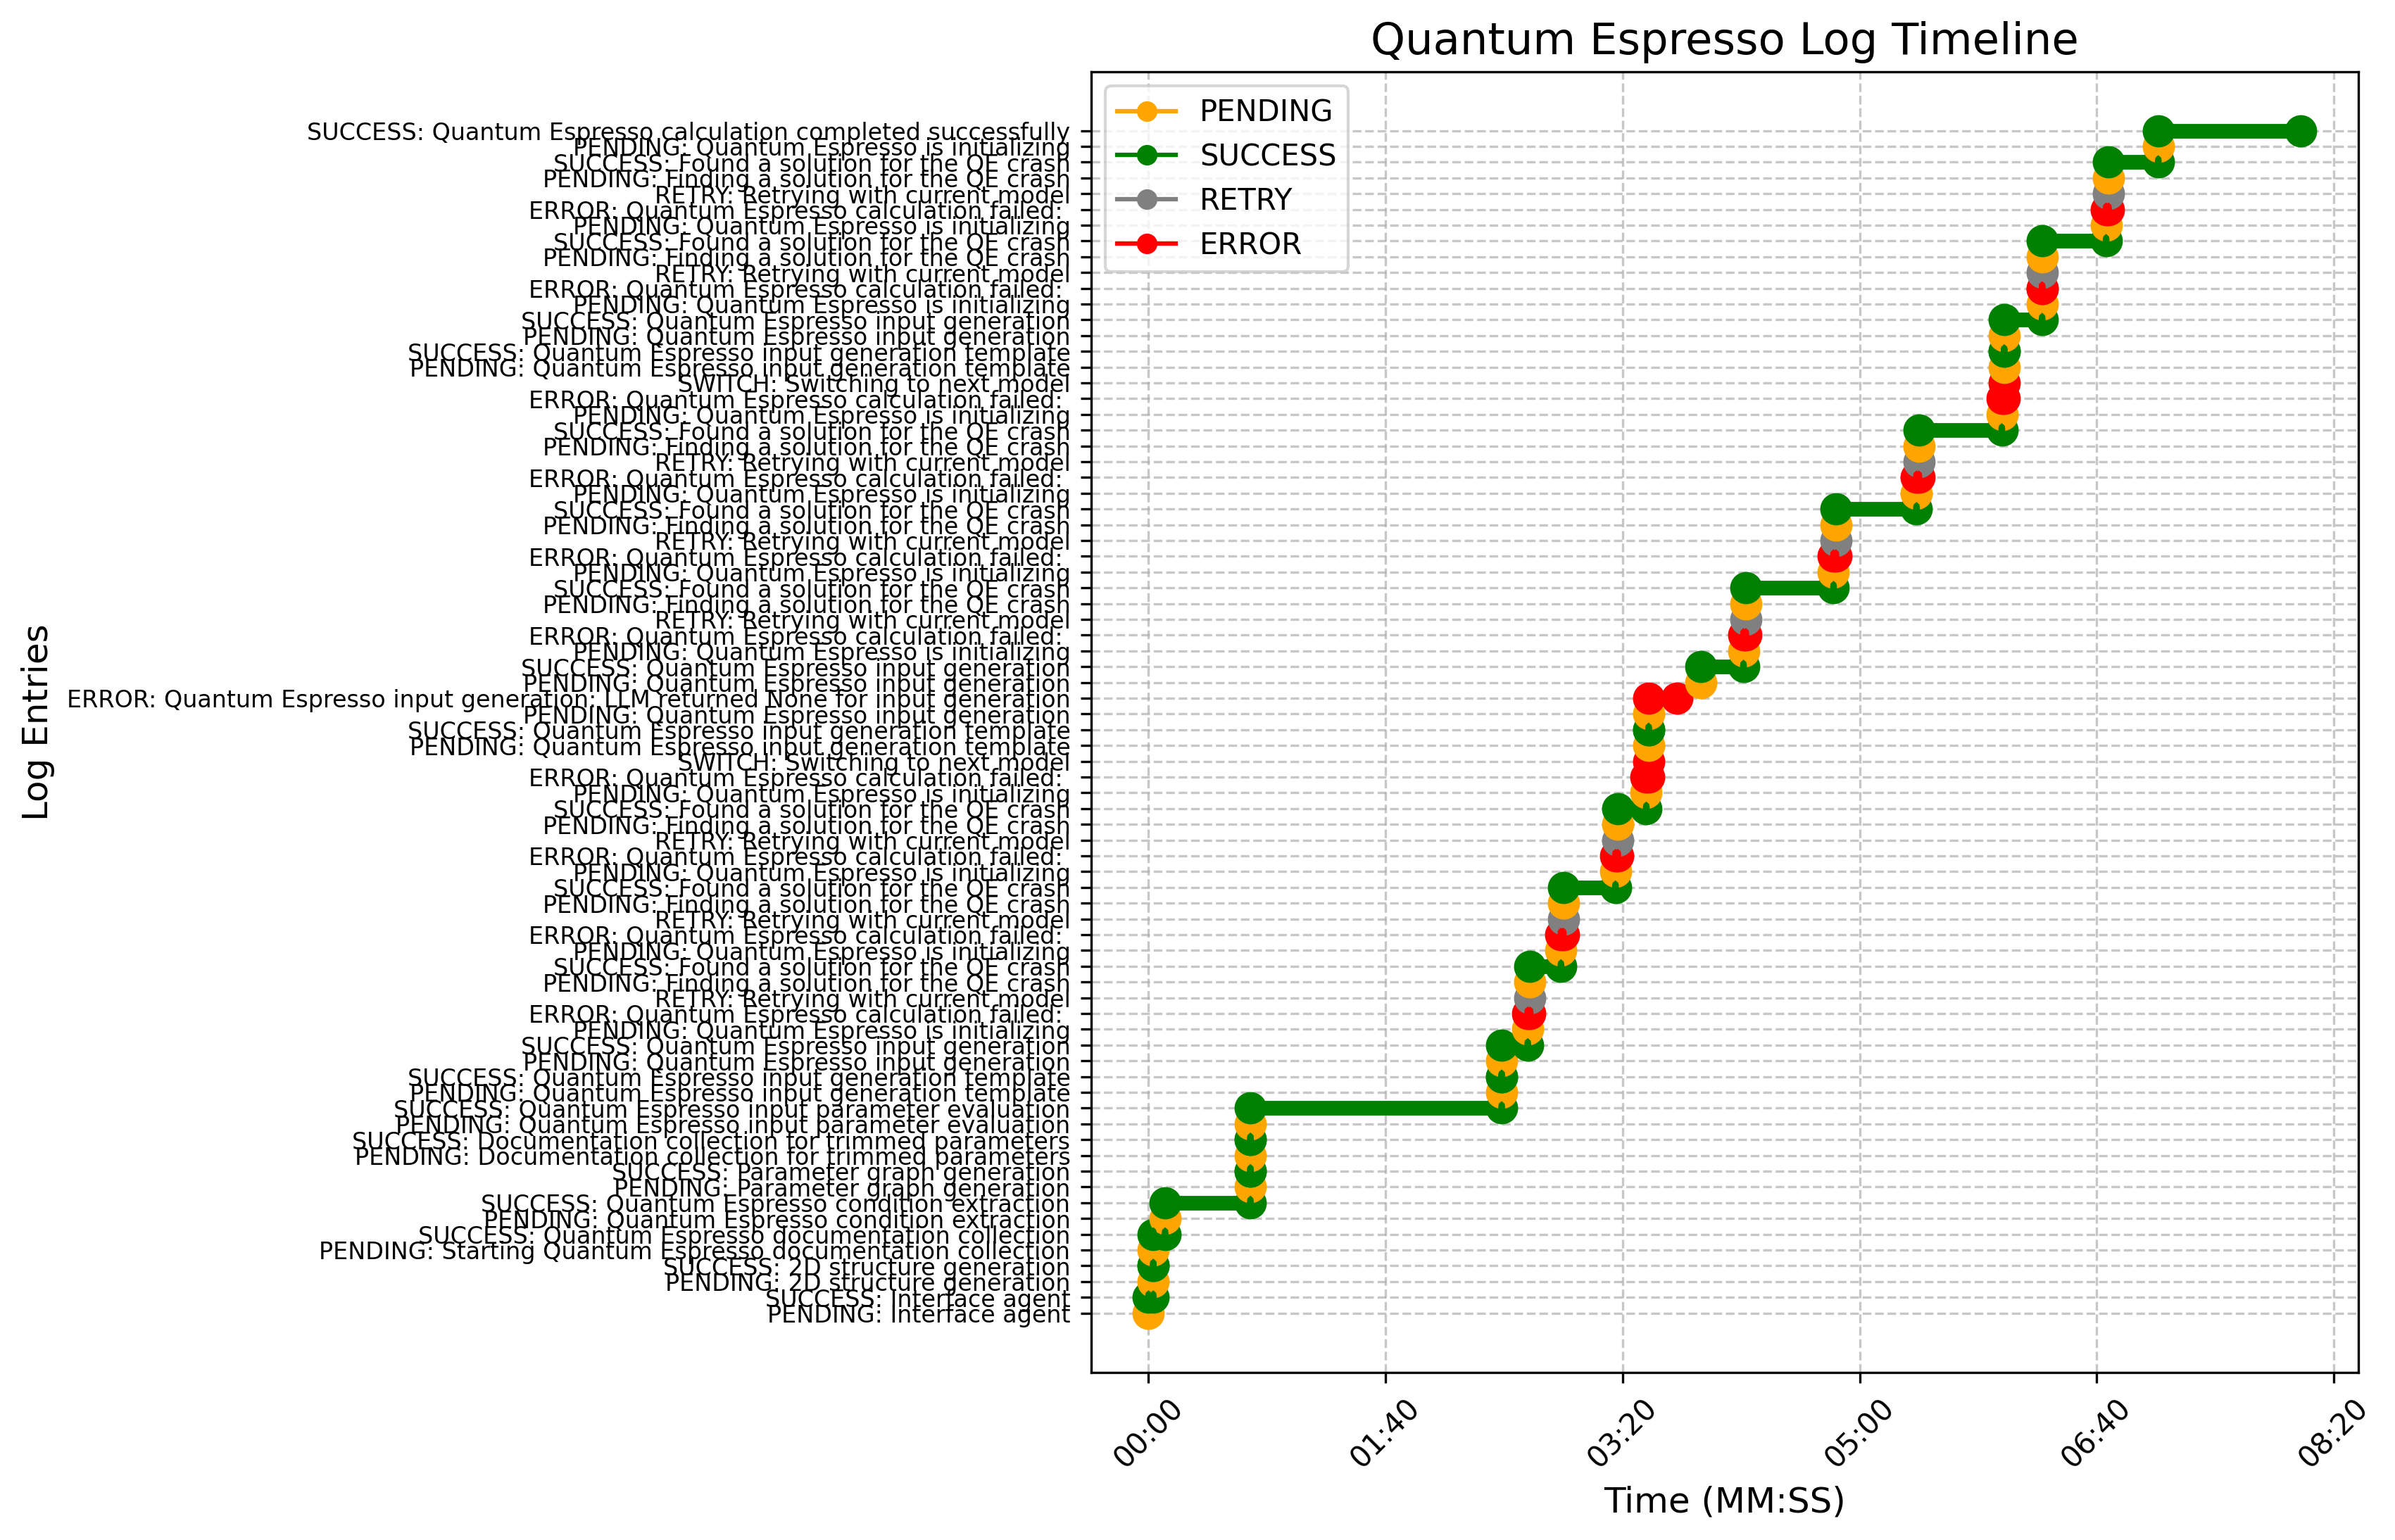 Quantum Espresso Log Timeline
PENDING
SUCCESS
RETRY
ERROR
SUCCESS: Quantum Espresso calculation completed successfully
PENDING: Quantum Espresso is initializing
SUCCESS: Found a solution for the QE crash
PENDING: Finding a solution for the QE crash
RETRY: Retrying with current model
ERROR: Quantum Espresso calculation failed:
PENDING: Quantum Espresso is initializing
SUCCESS: Found a solution for the QE crash
PENDING: Finding a solution for the QE crash
RETRY: Retrying with current model
ERROR: Quantum Espresso calculation failed:
PENDING: Quantum Espresso is initializing
SUCCESS: Quantum Espresso input generation
PENDING: Quantum Espresso input generation
SUCCESS: Quantum Espresso input generation template
PENDING: Quantum Espresso input generation template
SWITCH: Switching to next model
ERROR: Quantum Espresso calculation failed:
PENDING: Quantum Espresso is initializing
SUCCESS: Found a solution for the QE crash
PENDING: Finding a solution for the QE crash
RETRY: Retrying with current model
ERROR: Quantum Espresso calculation failed:
PENDING: Quantum Espresso is initializing
SUCCESS: Found a solution for the QE crash
PENDING: Finding a solution for the QE crash
RETRY: Retrying with current model
ERROR: Quantum Espresso calculation failed:
PENDING: Quantum Espresso is initializing
SUCCESS: Found a solution for the QE crash
PENDING: Finding a solution for the QE crash
RETRY: Retrying with current model
ERROR: Quantum Espresso calculation failed:
PENDING: Quantum Espresso is initializing
SUCCESS: Quantum Espresso input generation
PENDING: Quantum Espresso input generation
ERROR: Quantum Espresso input generation: LLM returned None for input generation
PENDING: Quantum Espresso input generation
SUCCESS: Quantum Espresso input generation template
PENDING: Quantum Espresso input generation template
SWITCH: Switching to next model
ERROR: Quantum Espresso calculation failed:
PENDING: Quantum Espresso is initializing
SUCCESS: Found a solution for the QE crash
PENDING: Finding a solution for the QE crash
RETRY: Retrying with current model
ERROR: Quantum Espresso calculation failed:
PENDING: Quantum Espresso is initializing
SUCCESS: Found a solution for the QE crash
PENDING: Finding a solution for the QE crash
RETRY: Retrying with current model
ERROR: Quantum Espresso calculation failed:
PENDING: Quantum Espresso is initializing
SUCCESS: Found a solution for the QE crash
PENDING: Finding a solution for the QE crash
RETRY: Retrying with current model
ERROR: Quantum Espresso calculation failed:
PENDING: Quantum Espresso is initializing
SUCCESS: Quantum Espresso input generation
PENDING: Quantum Espresso input generation
SUCCESS: Quantum Espresso input generation template
PENDING: Quantum Espresso input generation template
SUCCESS: Quantum Espresso input parameter evaluation
PENDING: Quantum Espresso input parameter evaluation
SUCCESS: Documentation collection for trimmed parameters
PENDING: Documentation collection for trimmed parameters
SUCCESS: Parameter graph generation
PENDING: Parameter graph generation
SUCCESS: Quantum Espresso condition extraction
PENDING: Quantum Espresso condition extraction
SUCCESS: Quantum Espresso documentation collection
PENDING: Starting Quantum Espresso documentation collection
SUCCESS: 2D structure generation
PENDING: 2D structure generation
SUCCESS: Interface agent
PENDING: Interface agent
Log Entries
00:00
01:40
03:20
05:00
06:40
08:20
Time (MM:SS)